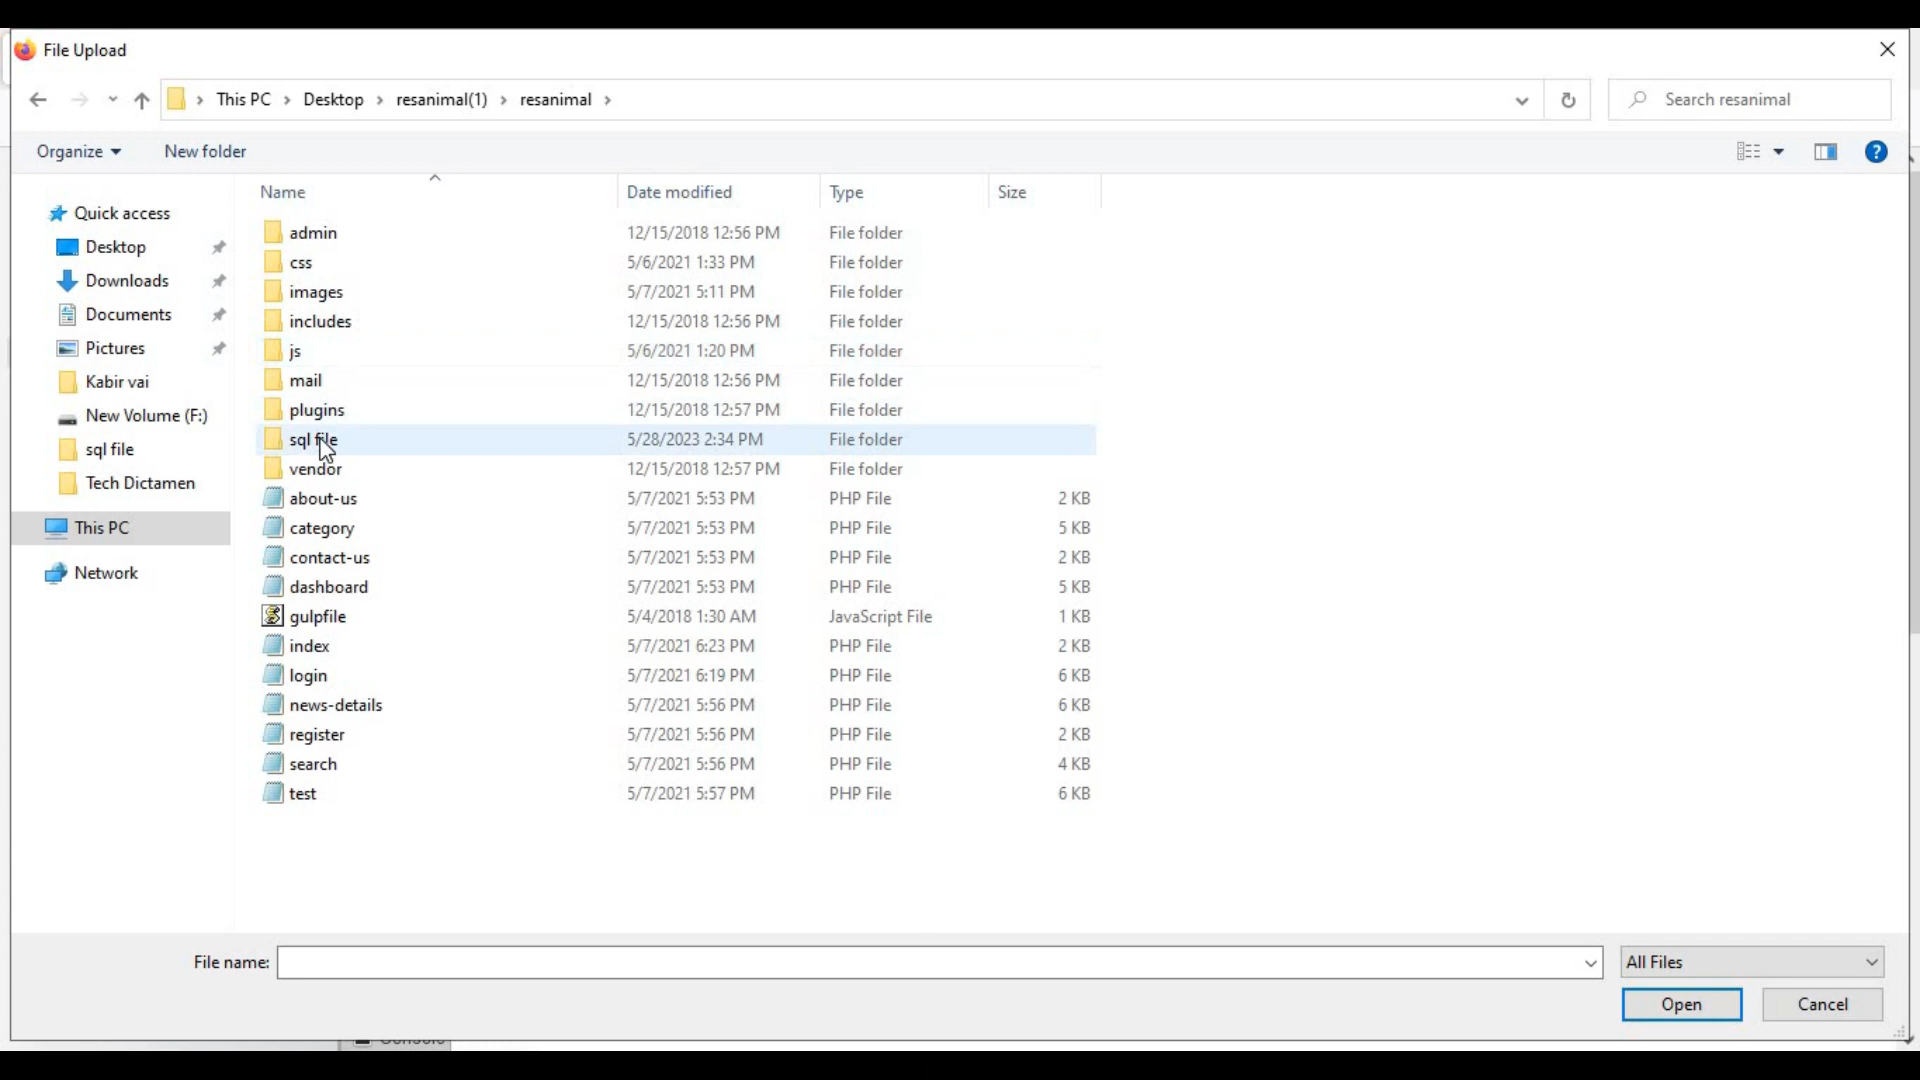 File Upload
This PC Desktop resanimal(1) resanimal
Search resanimal
Organize New folder
Name Date modified Type Size
Quick access
Desktop
Downloads
Documents
Pictures
Kabir vai
New Volume (F:)
sql file
Tech Dictamen
This PC
Network
admin 12/15/2018 12:56 PM File folder
css 5/6/2021 1:33 PM File folder
images 5/7/2021 5:11 PM File folder
includes 12/15/2018 12:56 PM File folder
js 5/6/2021 1:20 PM File folder
mail 12/15/2018 12:56 PM File folder
plugins 12/15/2018 12:57 PM File folder
sql file 5/28/2023 2:34 PM File folder
vendor 12/15/2018 12:57 PM File folder
about-us 5/7/2021 5:53 PM PHP File 2 KB
category 5/7/2021 5:53 PM PHP File 5 KB
contact-us 5/7/2021 5:53 PM PHP File 2 KB
dashboard 5/7/2021 5:53 PM PHP File 5 KB
gulpfile 5/4/2018 1:30 AM JavaScript File 1 KB
index 5/7/2021 6:23 PM PHP File 2 KB
login 5/7/2021 6:19 PM PHP File 6 KB
news-details 5/7/2021 5:56 PM PHP File 6 KB
register 5/7/2021 5:56 PM PHP File 2 KB
search 5/7/2021 5:56 PM PHP File 4 KB
test 5/7/2021 5:57 PM PHP File 6 KB
File name: All Files
Open Cancel